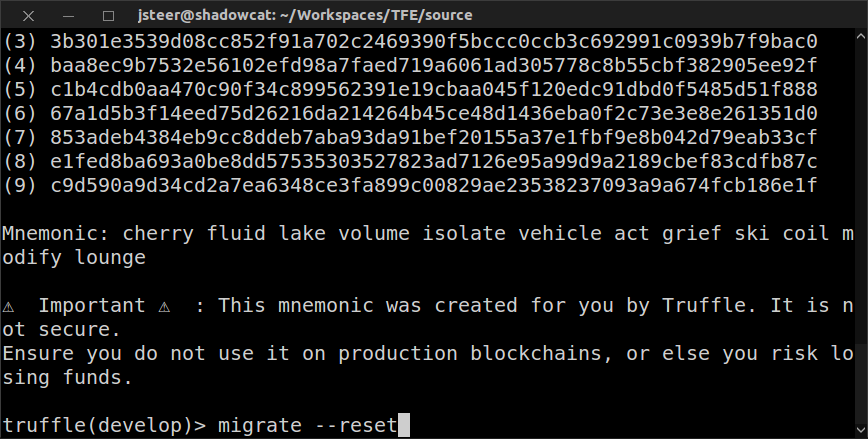 jsteer@shadowcat: ~/Workspaces/TFE/source
(3) 3b301e3539d08cc852f91a702c2469390f5bccc0ccb3c692991c0939b7f9bac0
(4) baa8ec9b7532e56102efd98a7faed719a6061ad305778c8b55cbf382905ee92f
(5) c1b4cdb0aa470c90f34c899562391e19cbaa045f120edc91dbd0f5485d51f888
(6) 67a1d5b3f14eed75d26216da214264b45ce48d1436eba0f2c73e3e8e261351d0
(7) 853adeb4384eb9cc8ddeb7aba93da91bef20155a37e1fbf9e8b042d79eab33cf
(8) e1fed8ba693a0be8dd57535303527823ad7126e95a99d9a2189cbef83cdfb87c
(9) c9d590a9d34cd2a7ea6348ce3fa899c00829ae23538237093a9a674fcb186e1f
Mnemonic: cherry fluid lake volume isolate vehicle act grief ski coil m
odify lounge
⚠  Important ⚠  : This mnemonic was created for you by Truffle. It is n
ot secure.
Ensure you do not use it on production blockchains, or else you risk lo
sing funds.
truffle(develop)> migrate --reset